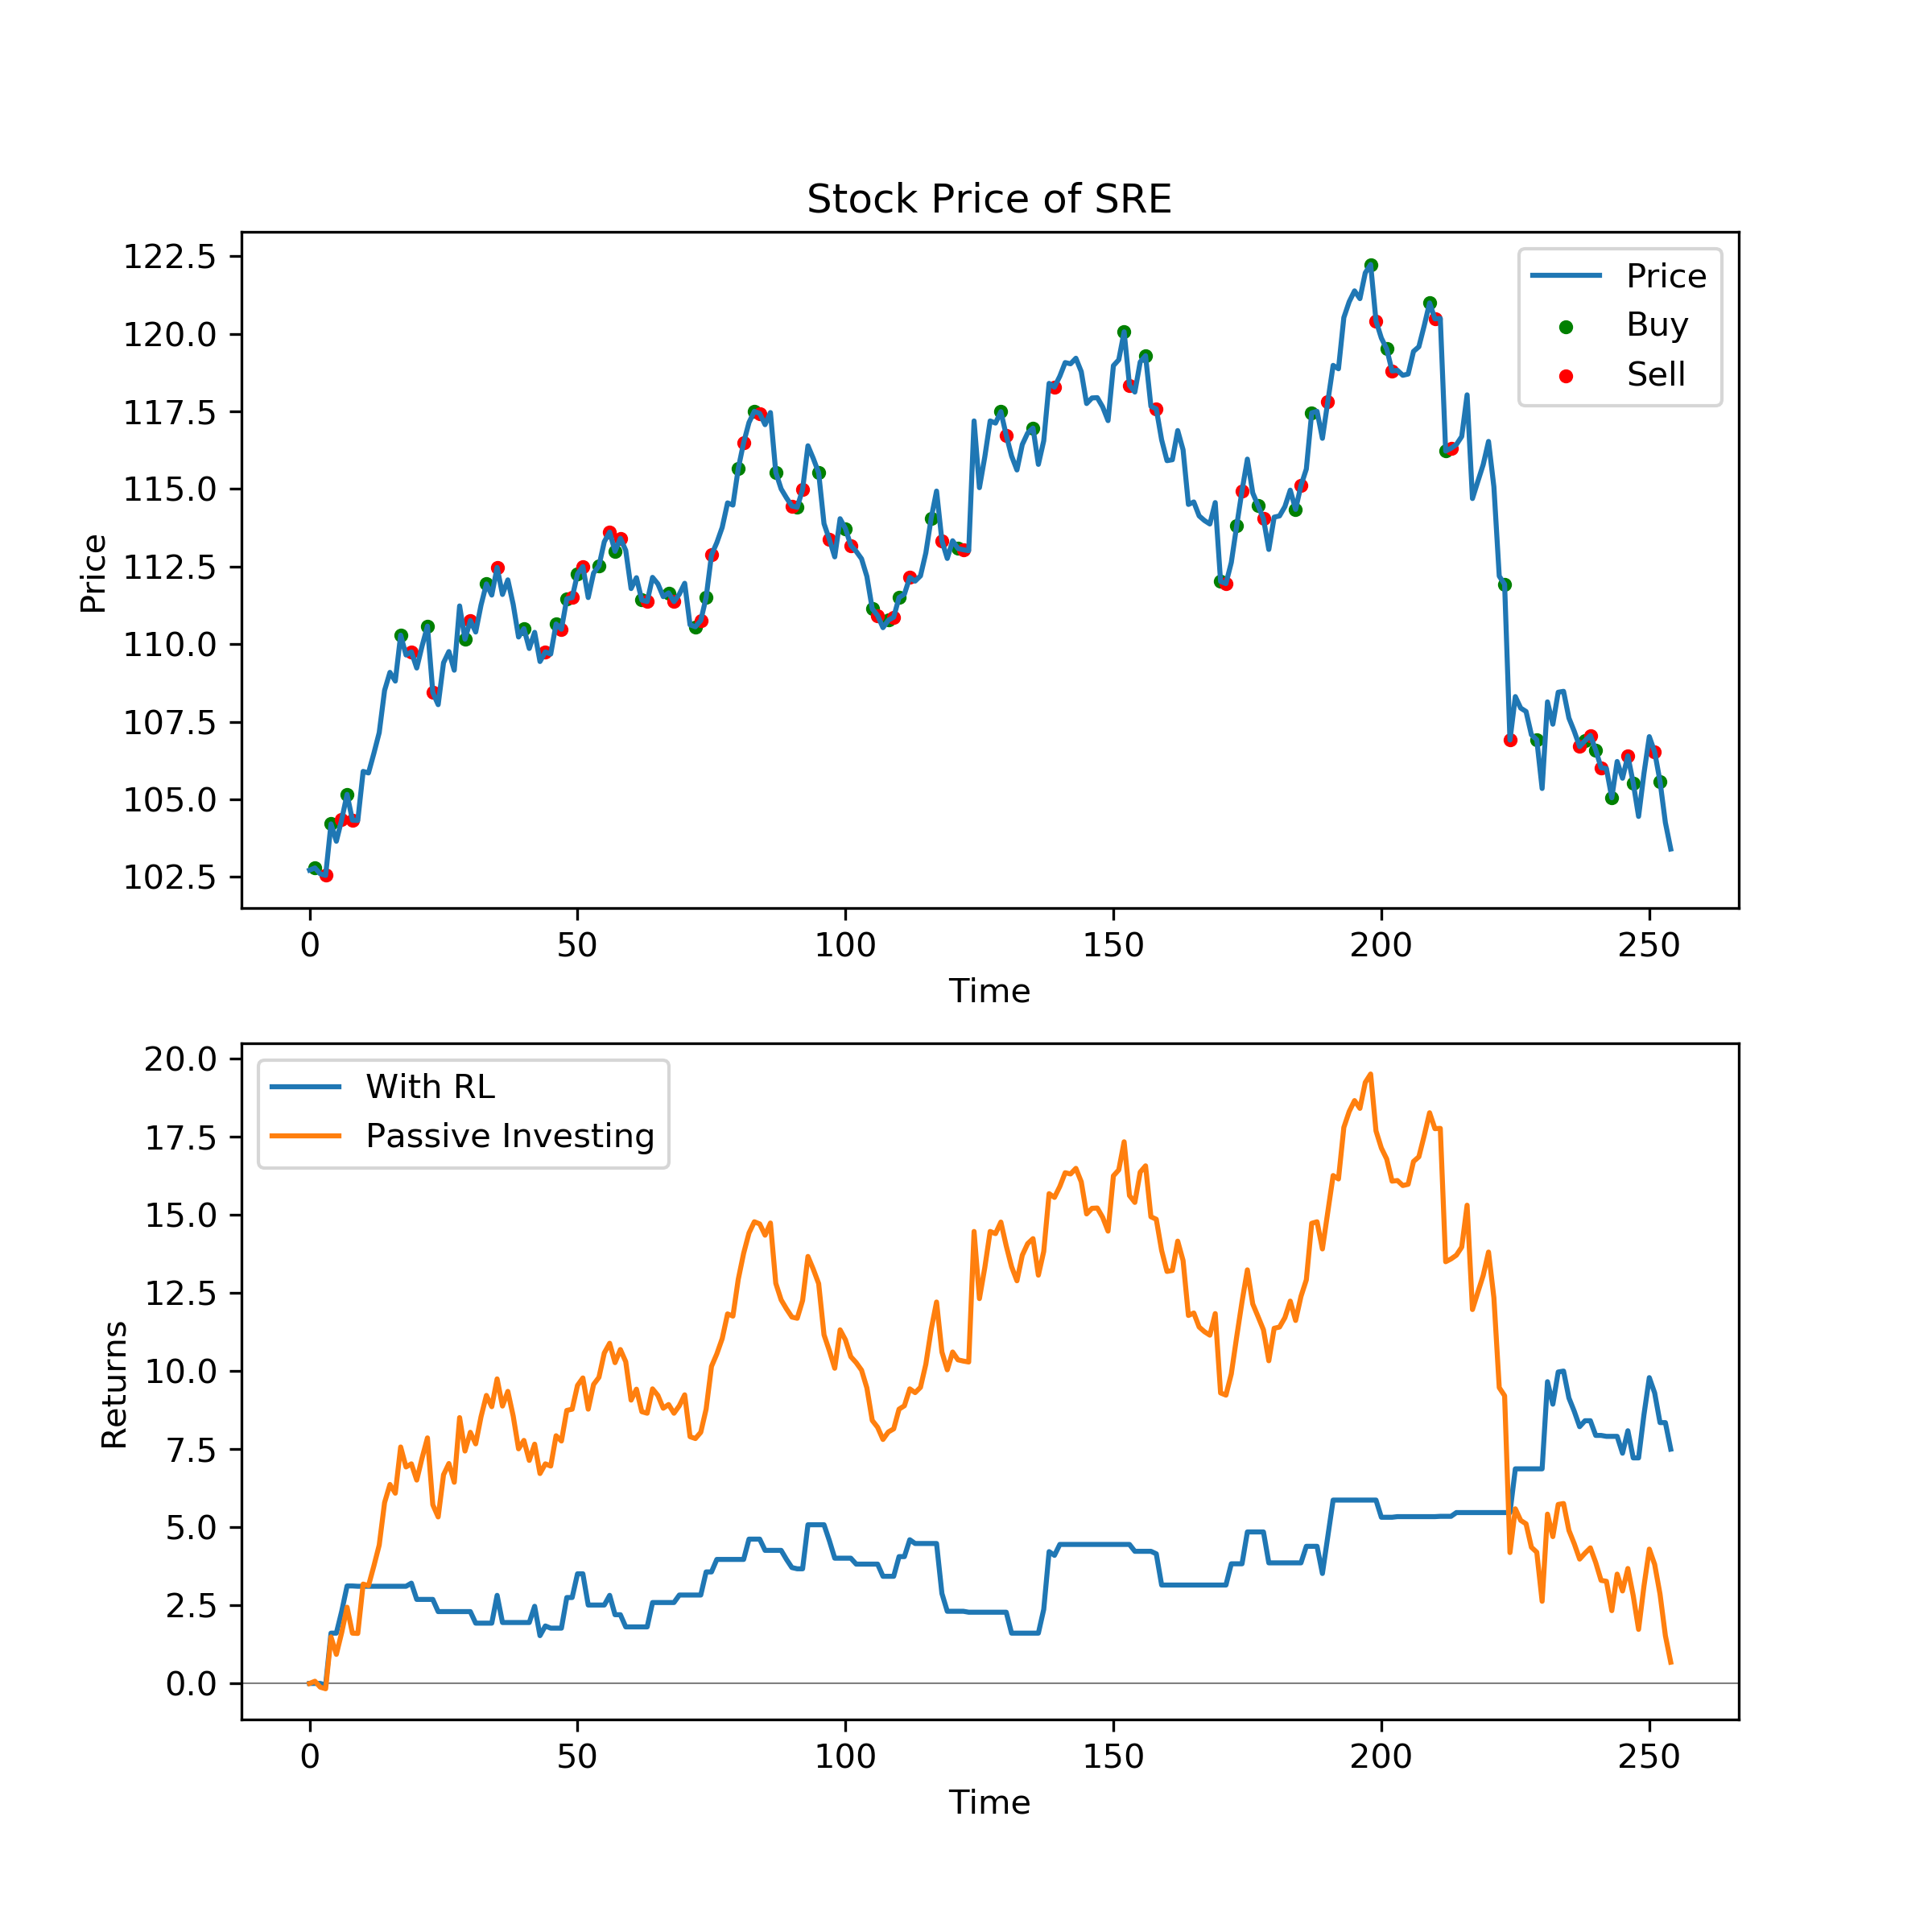 Stock Price of SRE
122.5
120.0
117.5
115.0
112.5
110.0
107.5
105.0
102.5
Price
Price
Buy
Sell
0 50 100 150 200 250
Time
20.0
17.5
15.0
12.5
10.0
7.5
5.0
2.5
0.0
Returns
With RL
Passive Investing
0 50 100 150 200 250
Time